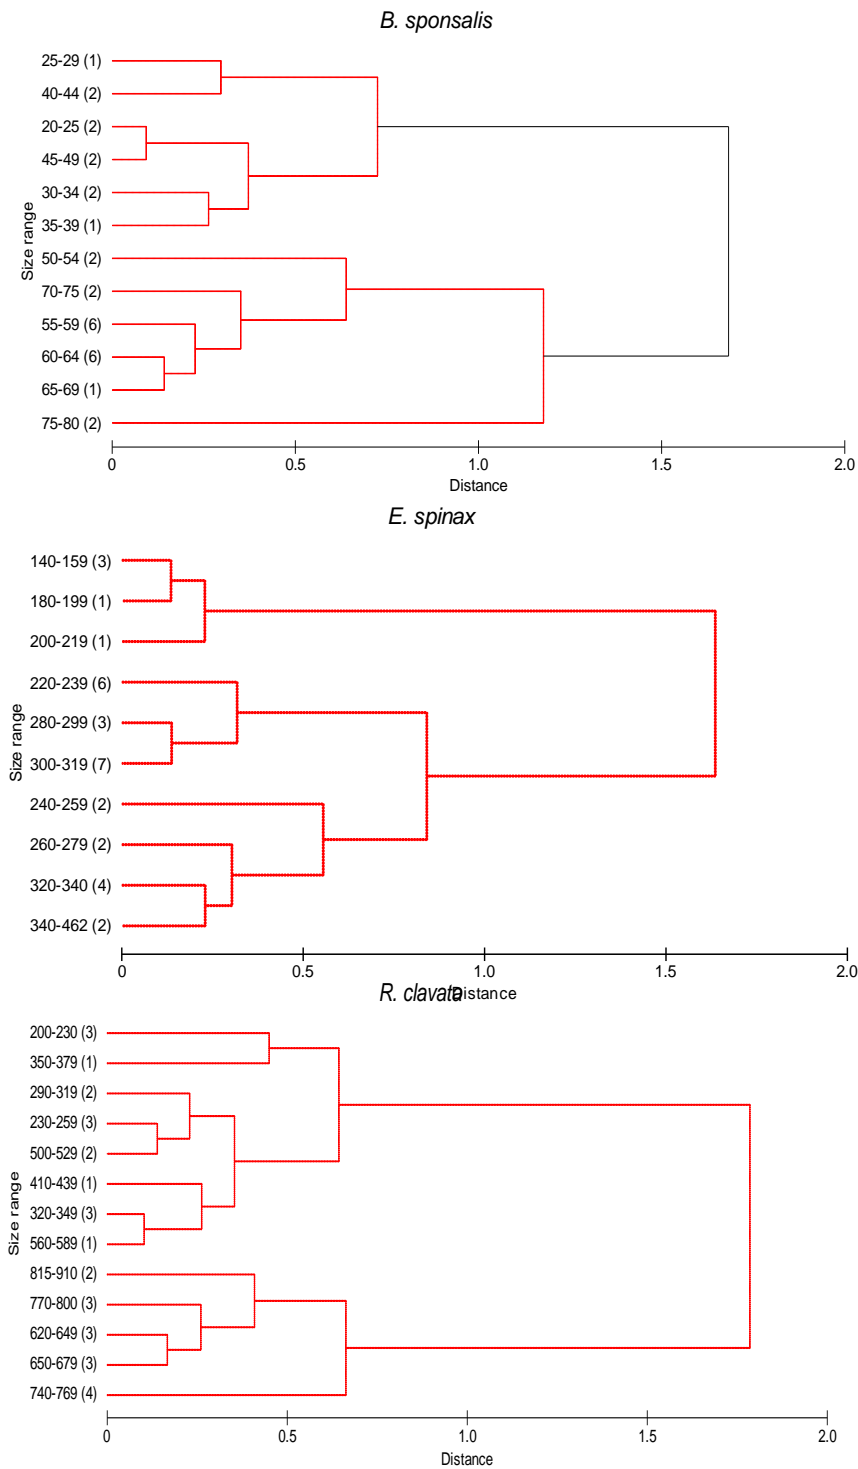 B. sponsalis
25-29 (1)
40-44 (2)
20-25 (2)
45-49 (2)
30-34 (2)
35-39 (1)
50-54 (2)
70-75 (2)
55-59 (6)
60-64 (6)
65-69 (1)
75-80 (2)
Size range
0 0.5 1.0 1.5 2.0
Distance
E. spinax
140-159 (3)
180-199 (1)
200-219 (1)
220-239 (6)
280-299 (3)
300-319 (7)
240-259 (2)
260-279 (2)
320-340 (4)
340-462 (2)
Size range
0 0.5 1.0 1.5 2.0
Distance
R. clavata
200-230 (3)
350-379 (1)
290-319 (2)
230-259 (3)
500-529 (2)
410-439 (1)
320-349 (3)
560-589 (1)
815-910 (2)
770-800 (3)
620-649 (3)
650-679 (3)
740-769 (4)
Size range
0 0.5 1.0 1.5 2.0
Distance